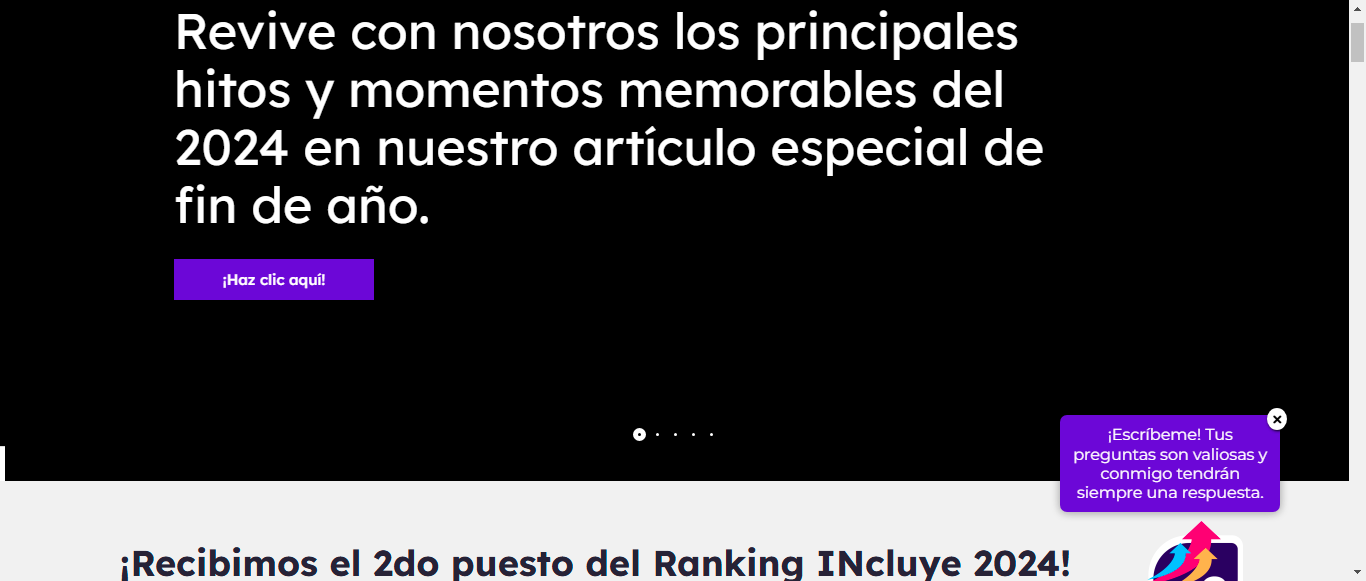 Revive con nosotros los principales
hitos y momentos memorables del
2024 en nuestro artículo especial de
fin de año.
¡Haz clic aquí!
¡Escríbeme! Tus
preguntas son valiosas y
conmigo tendrán
siempre una respuesta.
¡Recibimos el 2do puesto del Ranking INcluye 2024!